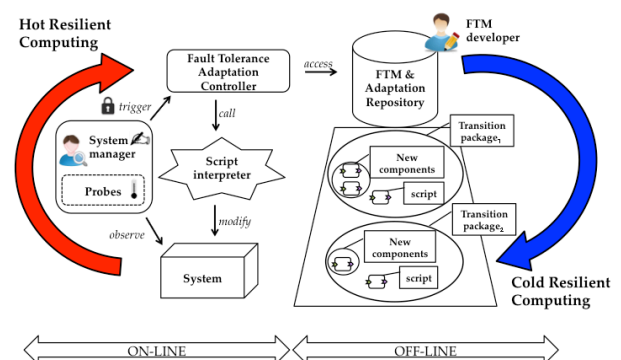 Hot Resilient
Computing
Fault Tolerance
Adaptation
Controller
access
FTM &
Adaptation
Repository
FTM
developer
trigger
call
System
manager
Probes
Script
interpreter
observe
modify
System
Transition
package1
New
components
script
Transition
package2
New
components
script
Cold Resilient
Computing
ON-LINE
OFF-LINE